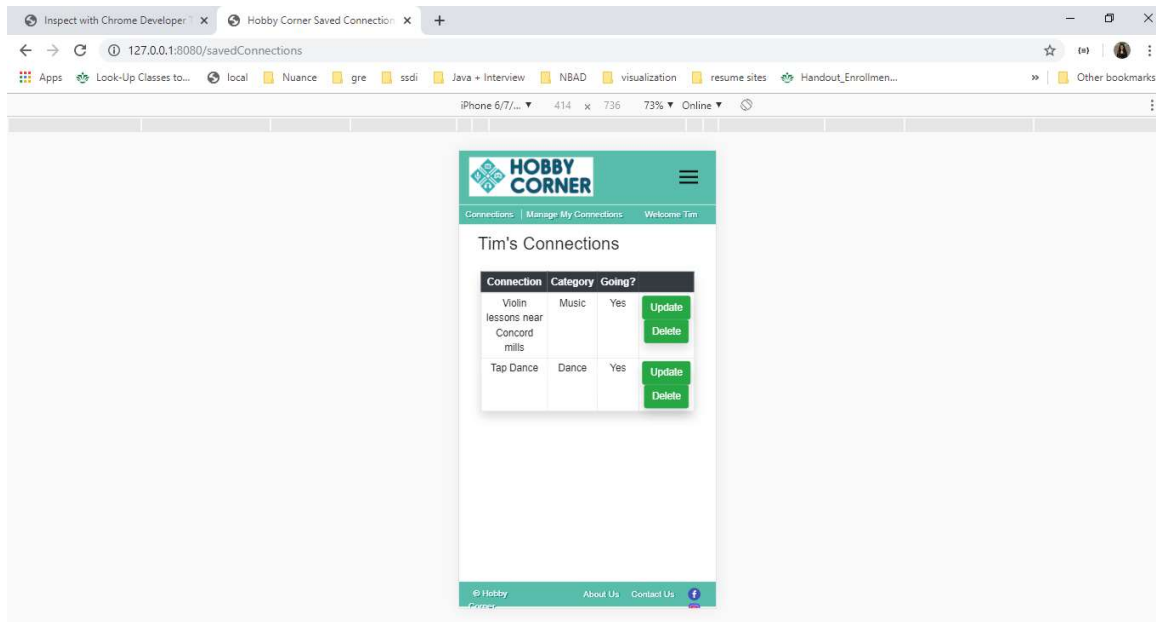 Inspect with Chrome Developer T
Hobby Corner Saved Connection
127.0.0.1:8080/savedConnections
Apps Look-Up Classes to... local Nuance gre ssdi Java + Interview NBAD visualization resume sites Handout_Enrollmen... » Other bookmarks
iPhone 6/7/... ▼ 414 x 736 73% ▼ Online ▼
HOBBY
CORNER
Connections | Manage My Connections Welcome Tim
Tim's Connections
Connection Category Going?
Violin lessons near Concord mills Music Yes Update Delete
Tap Dance Dance Yes Update Delete
© Hobby Corner About Us Contact Us